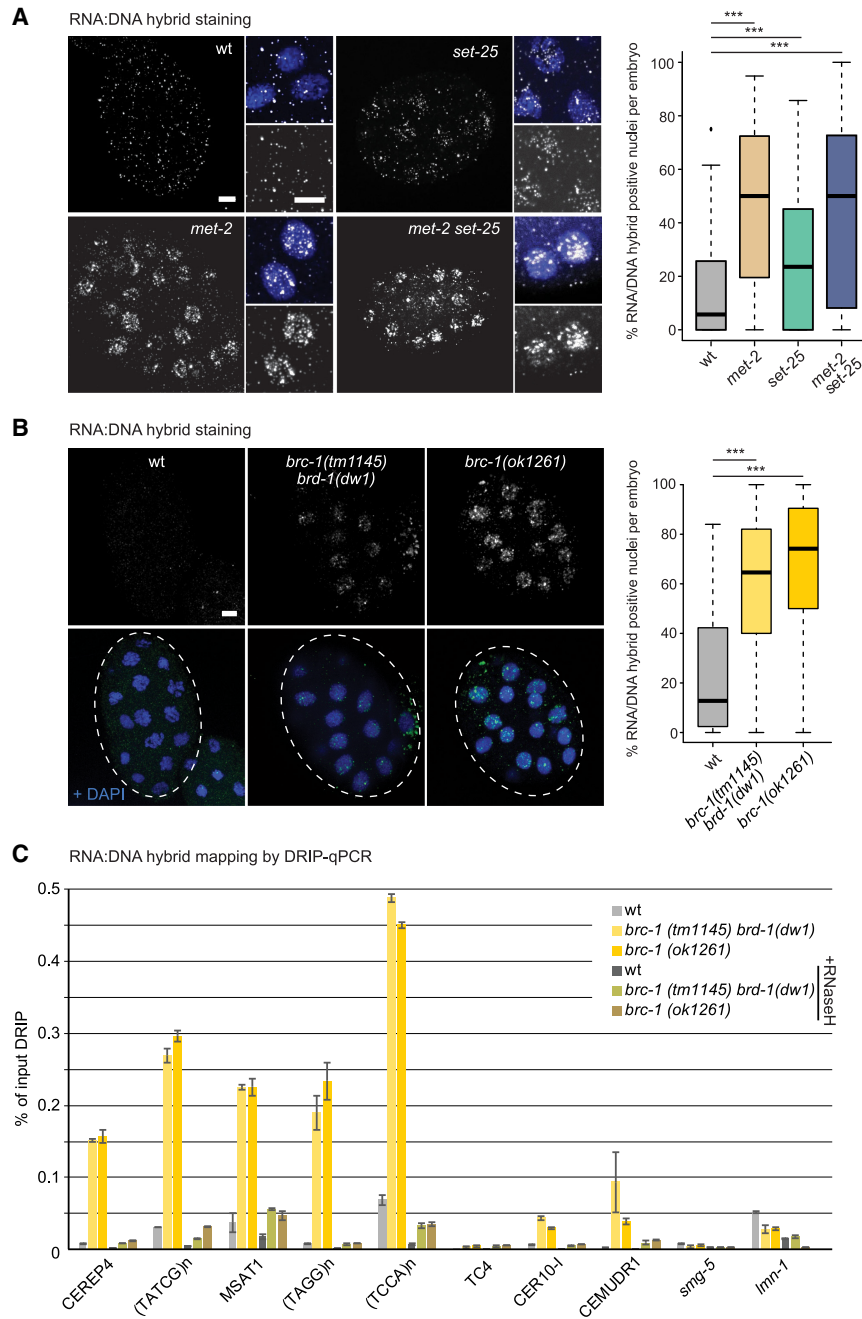 A
RNA:DNA hybrid staining
wt
set-25
met-2
met-2 set-25
% RNA/DNA hybrid positive nuclei per embryo
***
***
***
100
80
60
40
20
0
wt
met-2
set-25
met-2
set-25
B
RNA:DNA hybrid staining
wt
brc-1(tm1145)
brd-1(dw1)
brc-1(ok1261)
+ DAPI
% RNA/DNA hybrid positive nuclei per embryo
***
***
100
80
60
40
20
0
wt
brc-1(tm1145)
brd-1(dw1)
brc-1(ok1261)
C
RNA:DNA hybrid mapping by DRIP-qPCR
% of input DRIP
0.5
0.4
0.3
0.2
0.1
0
wt
brc-1 (tm1145) brd-1(dw1)
brc-1 (ok1261)
wt
brc-1 (tm1145) brd-1(dw1)
brc-1 (ok1261)
+RNaseH
CEREP4
(TATCG)n
MSAT1
(TAGG)n
(TCCA)n
TC4
CER10-I
CEMUDR1
smg-5
lmn-1